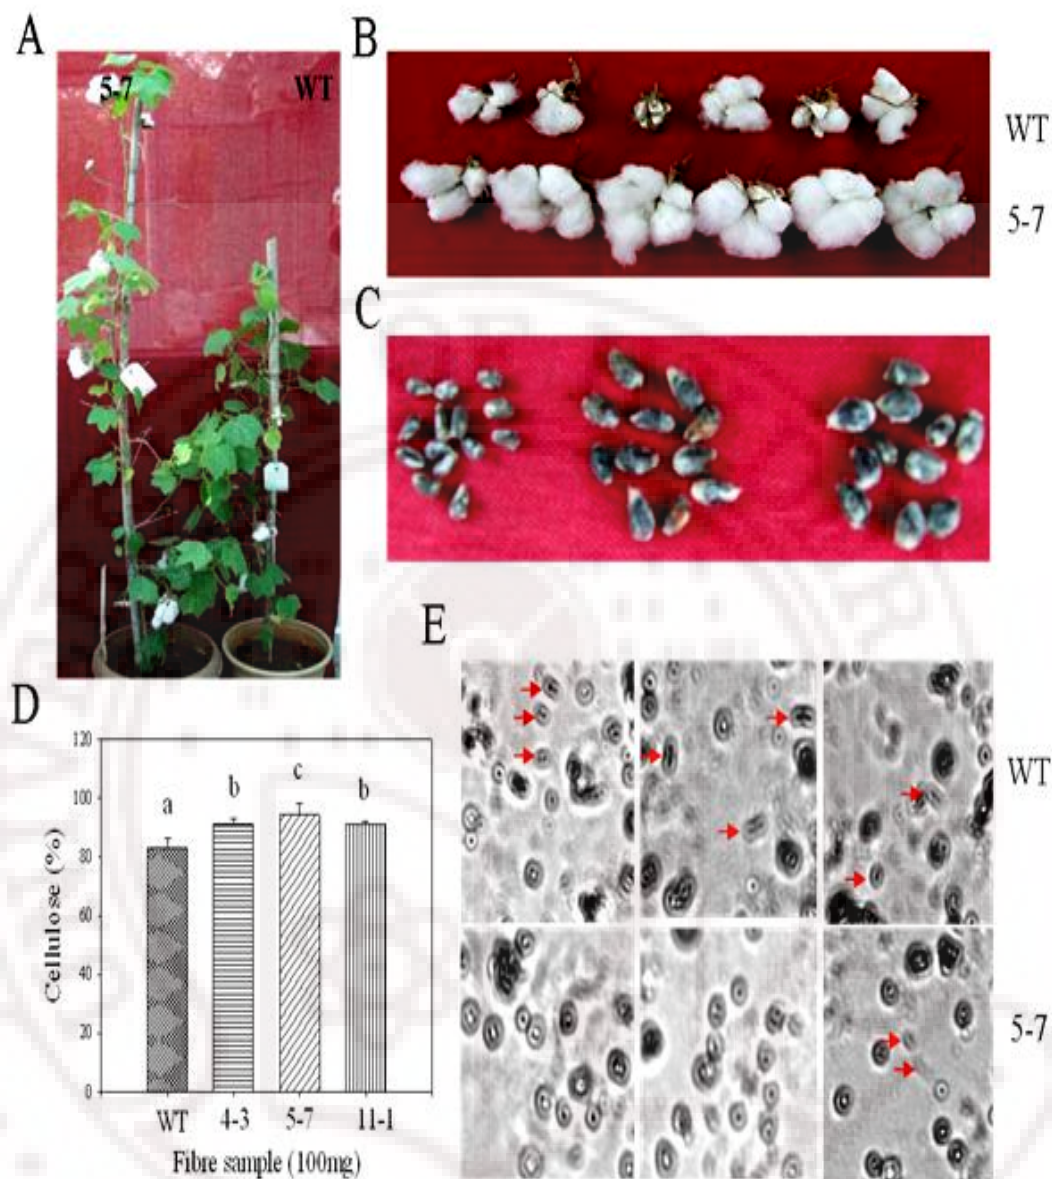 A
5-7 WT
B
WT
5-7
C
D
120
100
80
60
40
20
0
Cellulose (%)
a
b
c
b
WT 4-3 5-7 11-1
Fibre sample (100mg)
E
WT
5-7